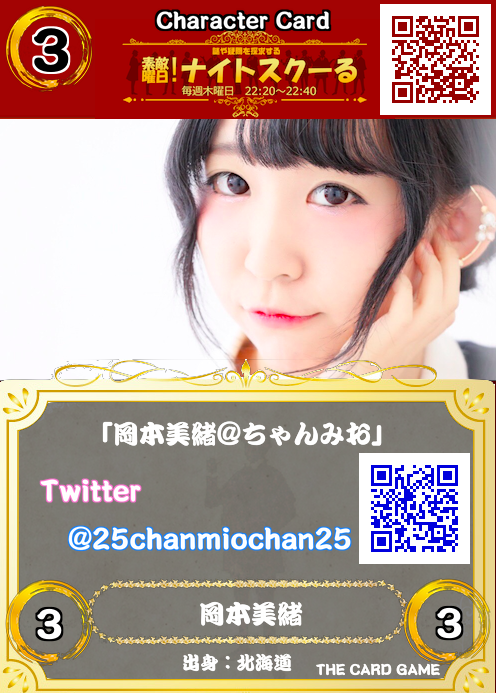 3
Character Card
謎や疑問を探求する
素敵曜日!ナイトスクーる
毎週木曜日 22:20〜22:40
「岡本美緒@ちゃんみお」
Twitter
@25chanmiochan25
3
岡本美緒
3
出身：北海道
THE CARD GAME